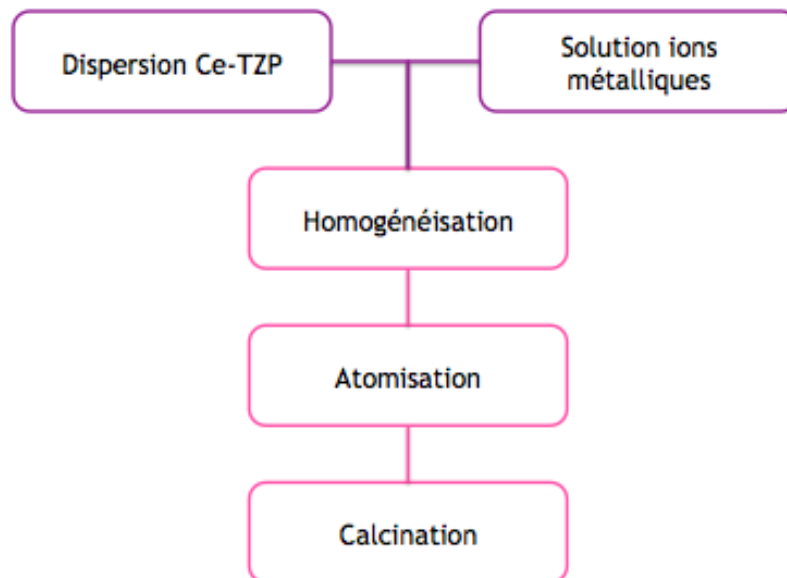 Dispersion Ce-TZP
Solution ions
métalliques
Homogénéisation
Atomisation
Calcination